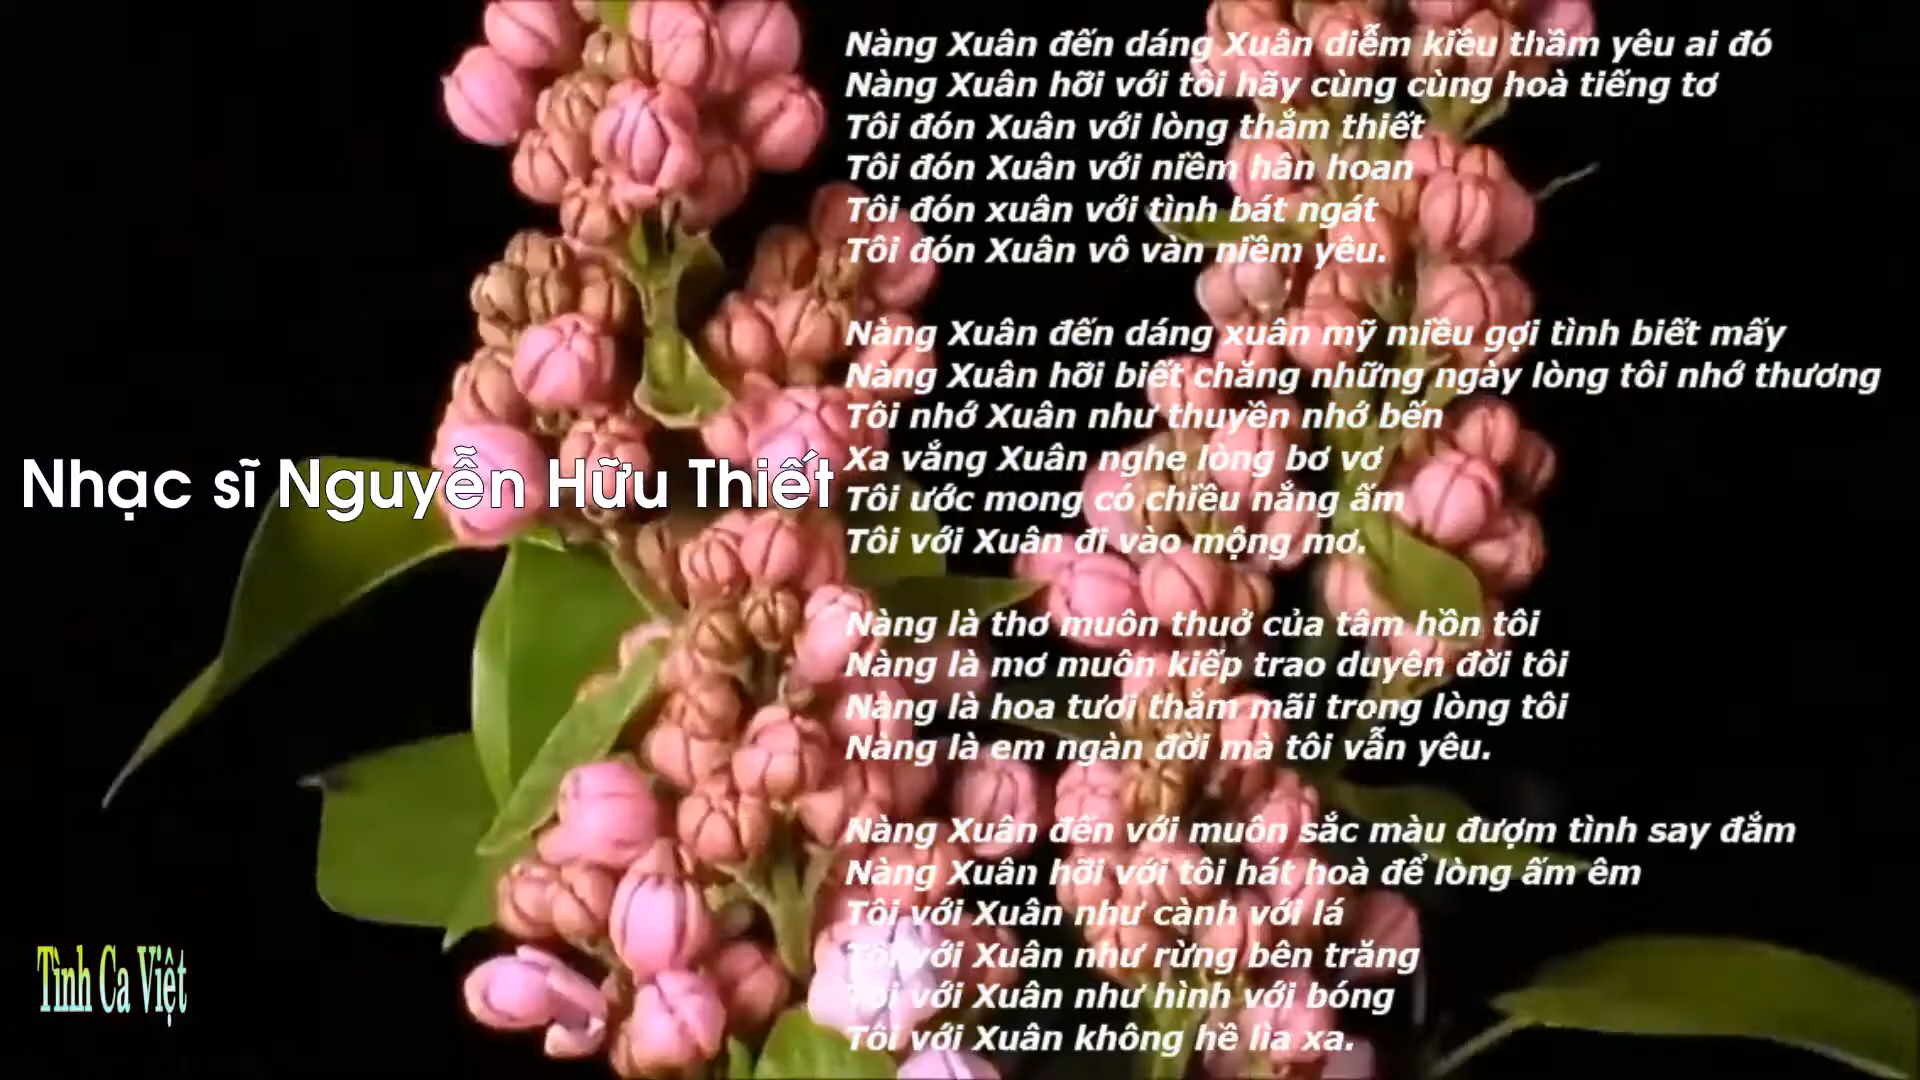 Nàng Xuân đến dáng Xuân diễm kiều thầm yêu ai đó
Nàng Xuân hỡi với tôi hãy cùng cùng hoà tiếng tơ
Tôi đón Xuân với lòng thắm thiết
Tôi đón Xuân với niềm hân hoan
Tôi đón xuân với tình bát ngát
Tôi đón Xuân vô vàn niềm yêu.
Nàng Xuân đến dáng xuân mỹ miều gợi tình biết mấy
Nàng Xuân hỡi biết chăng những ngày lòng tôi nhớ thương
Tôi nhớ Xuân như thuyền nhớ bến
Xa vắng Xuân nghe lòng bơ vơ
Tôi ước mong có chiều nắng ấm
Tôi với Xuân đi vào mộng mơ.
Nàng là thơ muôn thuở của tâm hồn tôi
Nàng là mơ muôn kiếp trao duyên đời tôi
Nàng là hoa tươi thắm mãi trong lòng tôi
Nàng là em ngàn đời mà tôi vẫn yêu.
Nàng Xuân đến với muôn sắc màu đượm tình say đắm
Nàng Xuân hỡi với tôi hát hoà để lòng ấm êm
Tôi với Xuân như cành với lá
Tôi với Xuân như rừng bên trăng
Tôi với Xuân như hình với bóng
Tôi với Xuân không hề lìa xa.
Nhạc sĩ Nguyễn Hữu Thiết
Tình Ca Việt